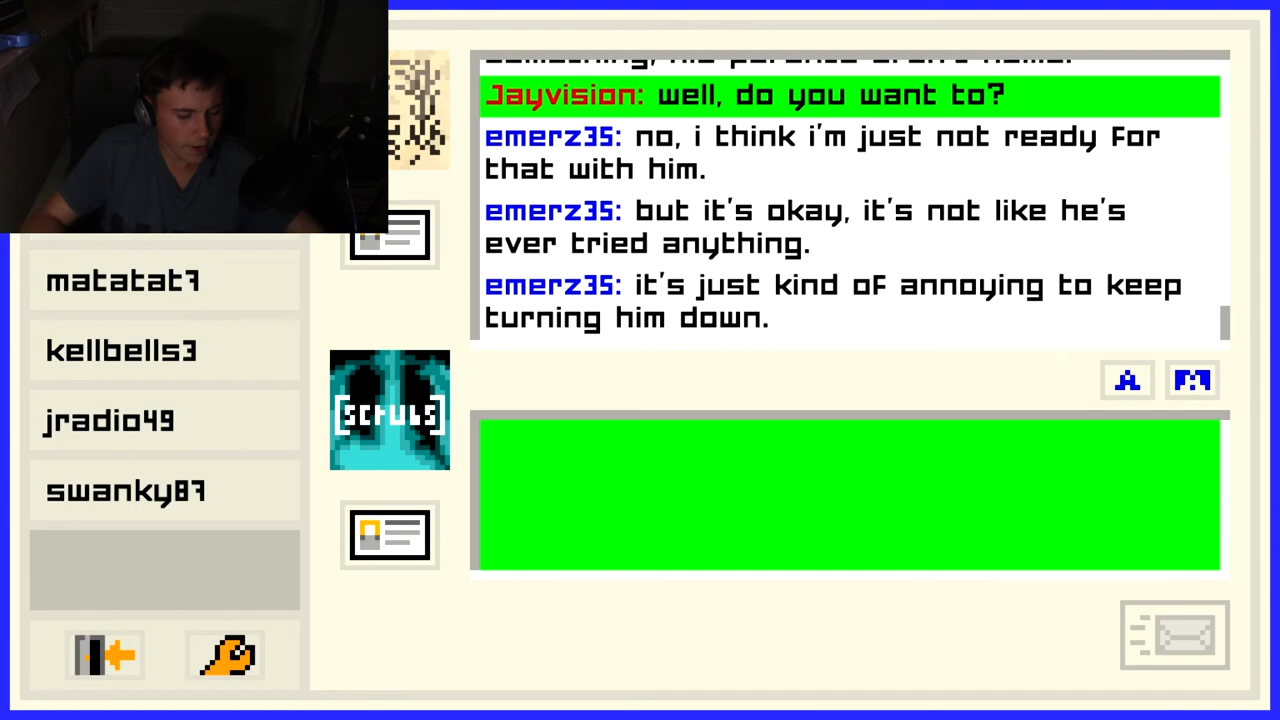 Jayvision: well, do you want to?
emerz35: no, i think i'm just not ready for
that with him.
emerz35: but it's okay, it's not like he's
ever tried anything.
emerz35: it's just kind of annoying to keep
turning him down.
matatat7
kellbells3
jradio49
swanky87
[scrubs]
A